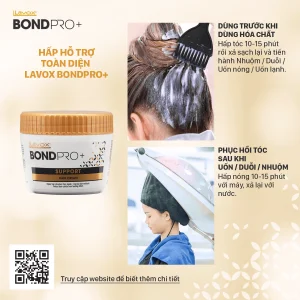 iLavox
BONDPRO+
HẤP HỖ TRỢ
TOÀN DIỆN
LAVOX BONDPRO+
BONDPRO+
SUPPORT
DÙNG TRƯỚC KHI
DÙNG HÓA CHẤT
Hấp tóc 10-15 phút
rồi xả sạch lại và tiến
hành Nhuộm / Duỗi /
Uốn nóng / Uốn lạnh.
PHỤC HỒI TÓC
SAU KHI
UỐN / DUỖI / NHUỘM
Hấp nóng 10-15 phút
với máy, xả lại với
nước.
Truy cập website để biết thêm chi tiết